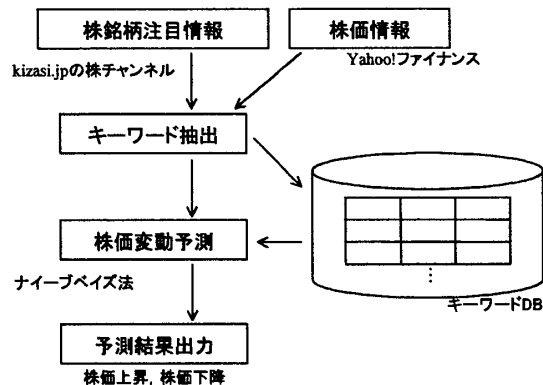 株銘柄注目情報
株価情報
kizasi.jpの株チャンネル
Yahoo!ファイナンス
キーワード抽出
株価変動予測
ナイーブベイズ法
⋮
キーワードDB
予測結果出力
株価上昇, 株価下降